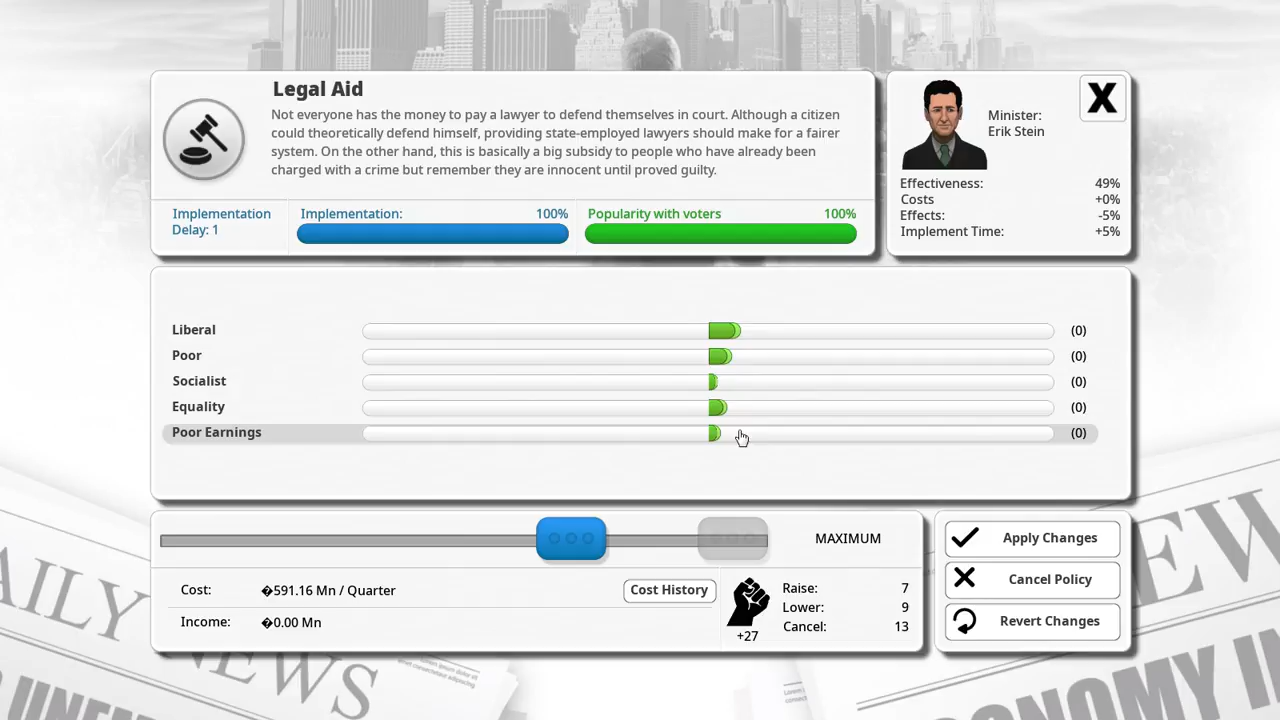 Legal Aid
Not everyone has the money to pay a lawyer to defend themselves in court. Although a citizen
could theoretically defend himself, providing state-employed lawyers should make for a fairer
system. On the other hand, this is basically a big subsidy to people who have already been
charged with a crime but remember they are innocent until proved guilty.
Implementation
Delay: 1
Implementation: 100%
Popularity with voters 100%
X
Minister:
Erik Stein
Effectiveness: 49%
Costs +0%
Effects: -5%
Implement Time: +5%
Liberal (0)
Poor (0)
Socialist (0)
Equality (0)
Poor Earnings (0)
MAXIMUM
Cost: �591.16 Mn / Quarter
Cost History
Income: �0.00 Mn
+27
Raise: 7
Lower: 9
Cancel: 13
Apply Changes
Cancel Policy
Revert Changes
AILY
NEWS
NEW
ONOMY IN